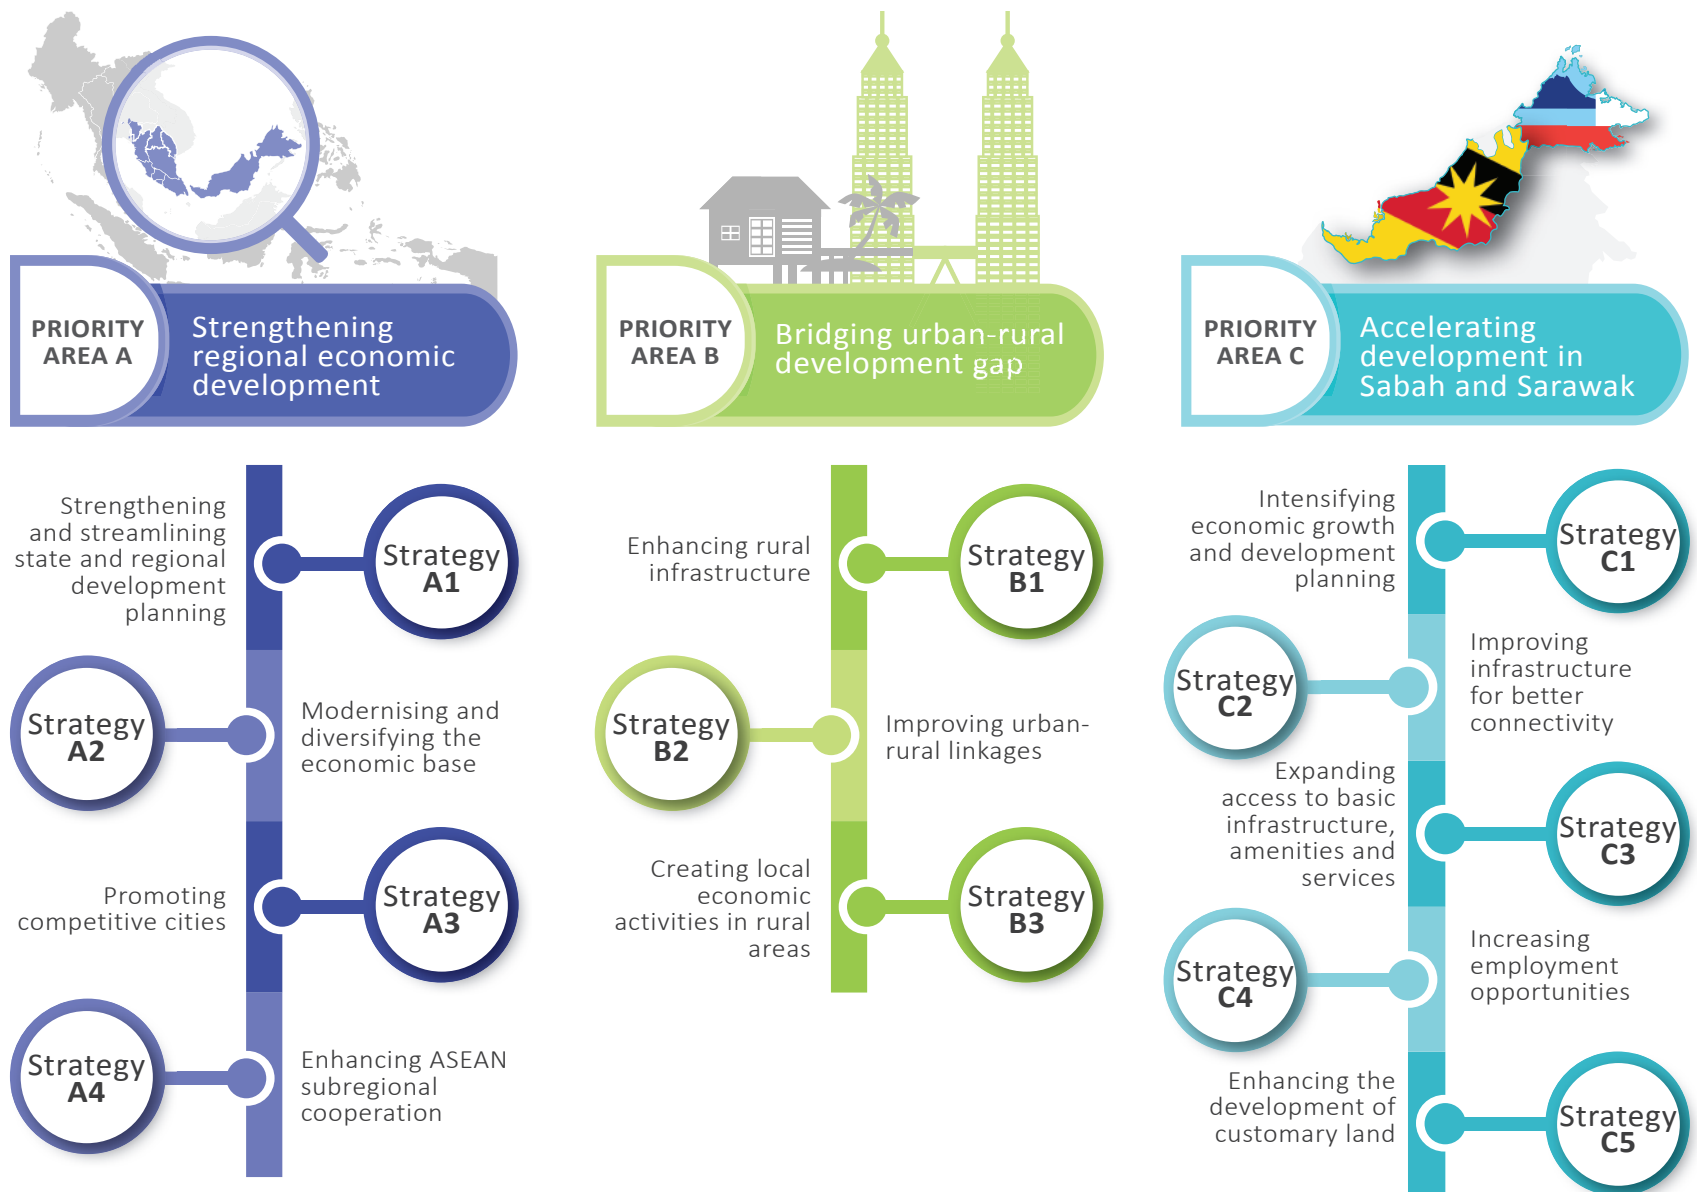 PRIORITY
AREA A
Strengthening
regional economic
development
Strengthening
and streamlining
state and regional
development
planning
Strategy
A1
Strategy
A2
Modernising and
diversifying the
economic base
Promoting
competitive cities
Strategy
A3
Strategy
A4
Enhancing ASEAN
subregional
cooperation
PRIORITY
AREA B
Bridging urban-rural
development gap
Enhancing rural
infrastructure
Strategy
B1
Strategy
B2
Improving urban-
rural linkages
Creating local
economic
activities in rural
areas
Strategy
B3
PRIORITY
AREA C
Accelerating
development in
Sabah and Sarawak
Intensifying
economic growth
and development
planning
Strategy
C1
Strategy
C2
Improving
infrastructure
for better
connectivity
Expanding
access to basic
infrastructure,
amenities and
services
Strategy
C3
Strategy
C4
Increasing
employment
opportunities
Enhancing the
development of
customary land
Strategy
C5